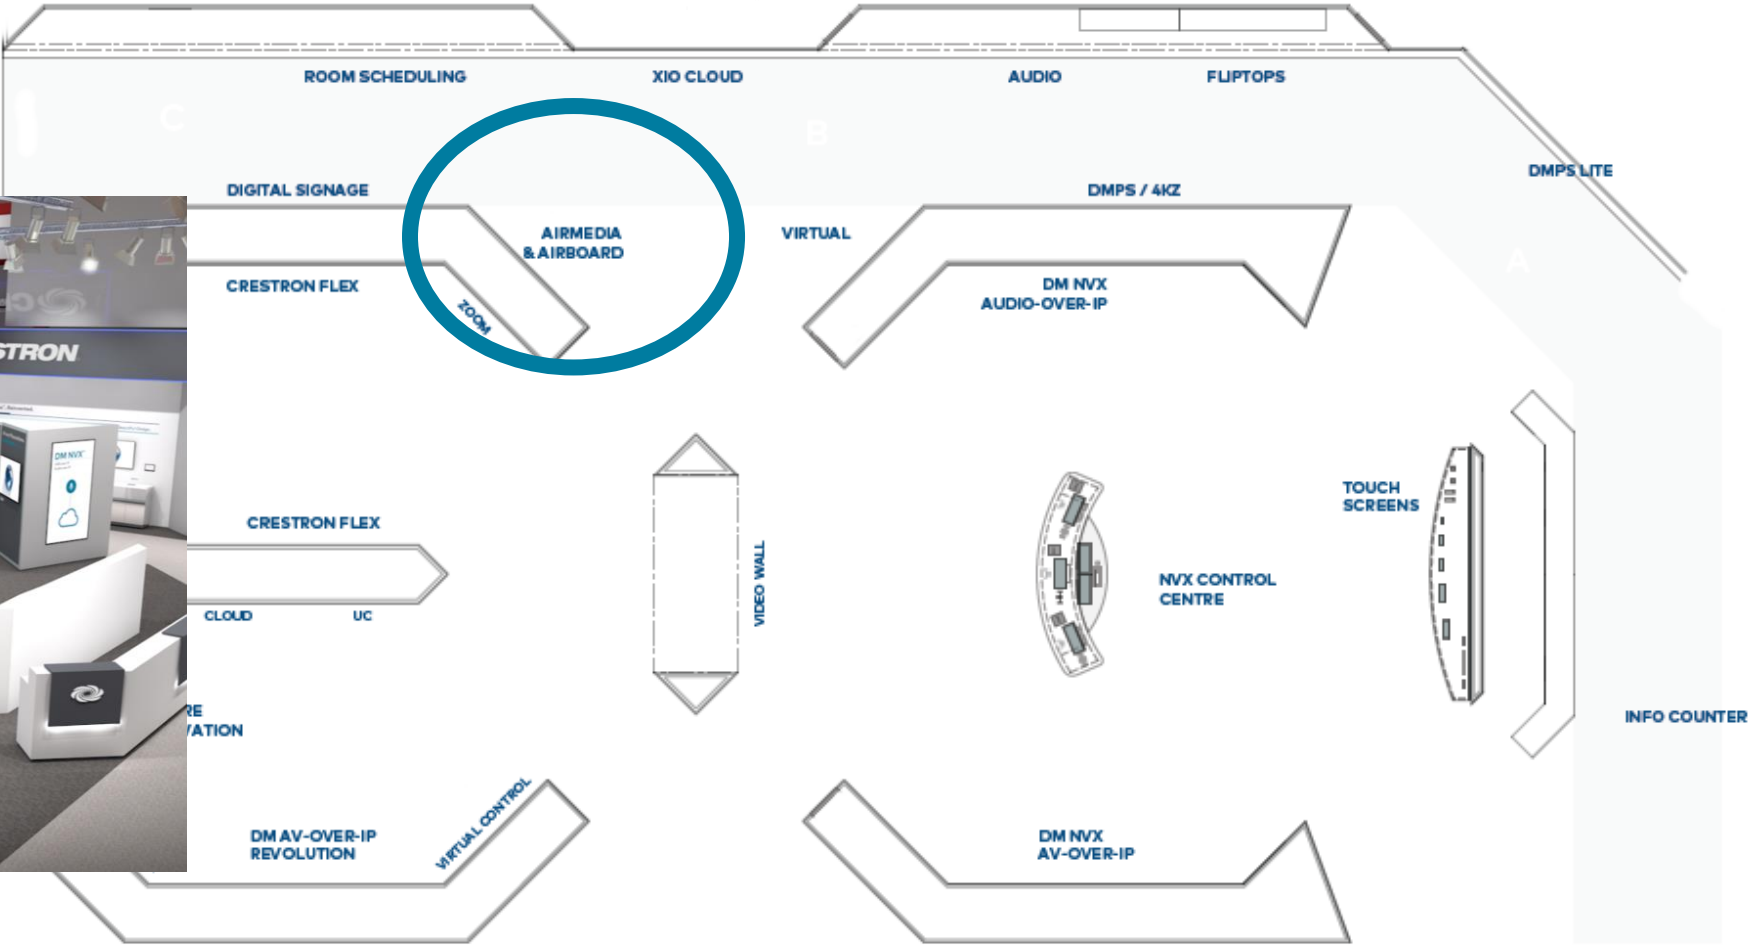 ROOM SCHEDULING
XIO CLOUD
AUDIO
FLIPTOPS
C
B
DMPS LITE
DIGITAL SIGNAGE
DMPS / 4KZ
AIRMEDIA
& AIRBOARD
VIRTUAL
A
CRESTRON FLEX
ZOOM
DM NVX
AUDIO-OVER-IP
STRON
DM NVX
TOUCH
SCREENS
CRESTRON FLEX
VIDEO WALL
NVX CONTROL
CENTRE
CLOUD
UC
RE
VATION
INFO COUNTER
VIRTUAL CONTROL
DM AV-OVER-IP
REVOLUTION
DM NVX
AV-OVER-IP